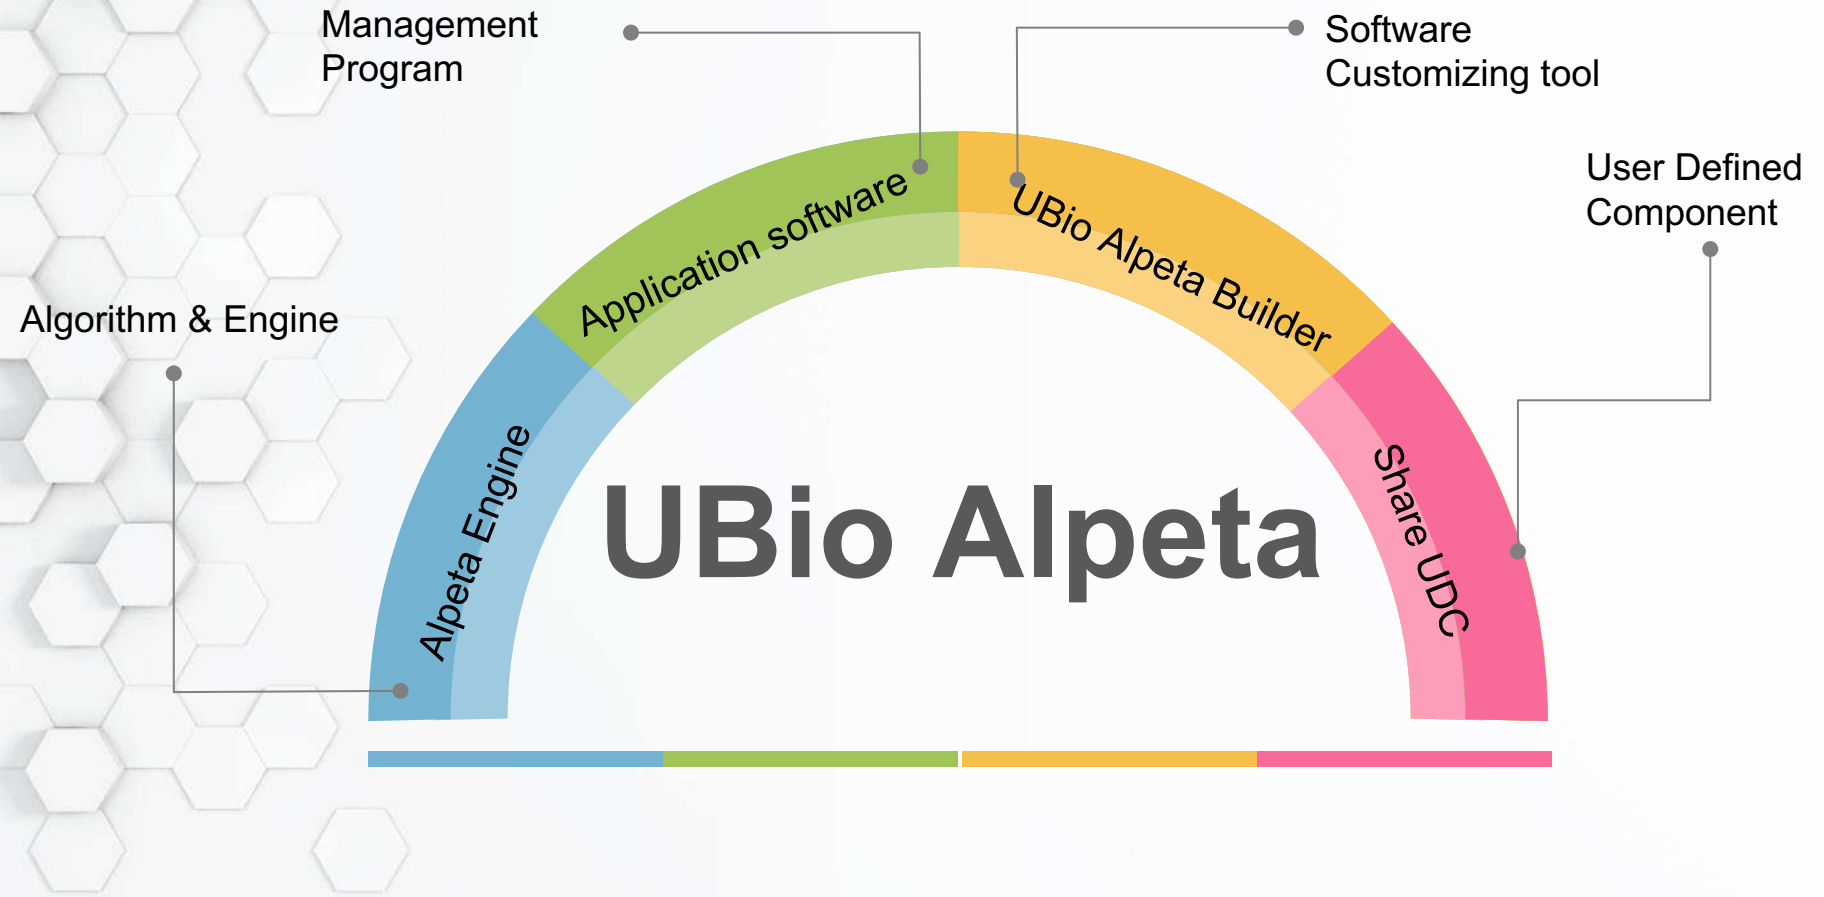 Management
Program
Software
Customizing tool
User Defined
Component
Algorithm & Engine
Application software
UBio Alpeta Builder
Alpeta Engine
Share UDC
UBio Alpeta